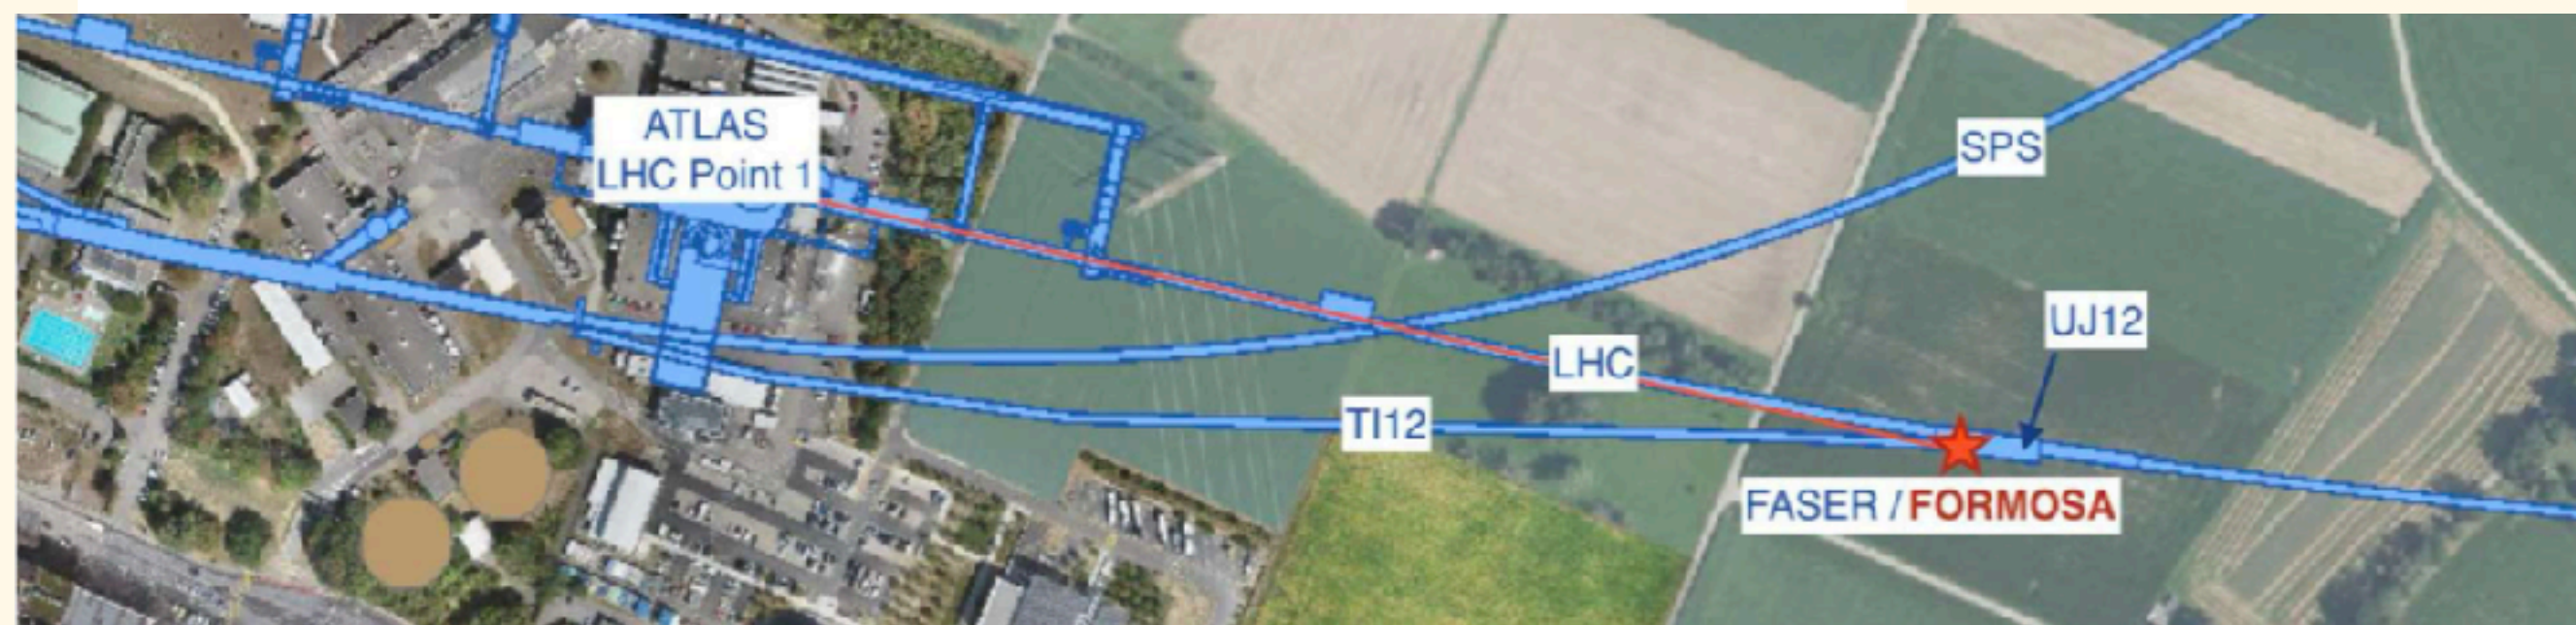 ATLAS
LHC Point 1
SPS
UJ12
LHC
TI12
FASER / FORMOSA